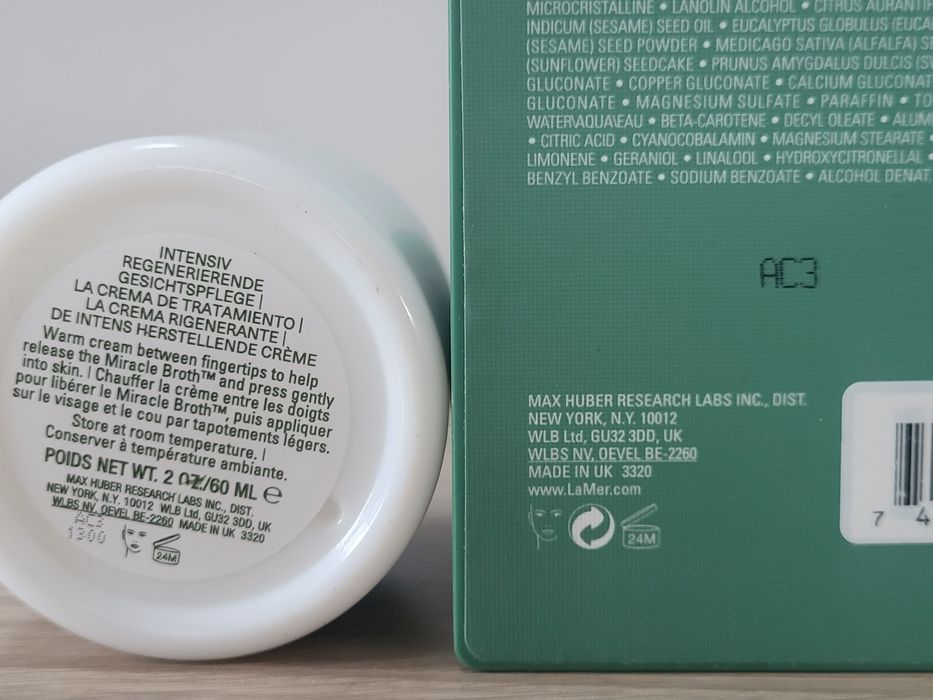 INTENSIV
REGENERIERENDE
GESICHTSPFLEGE |
LA CREMA DE TRATAMIENTO |
LA CREMA RIGENERANTE |
DE INTENS HERSTELLENDE CRÈME
Warm cream between fingertips to help
release the Miracle Broth™ and press gently
into skin. | Chauffer la crème entre les doigts
pour libérer le Miracle Broth™, puis appliquer
sur le visage et le cou par tapotements légers.
Store at room temperature. |
Conserver à température ambiante.
POIDS NET WT. 2 OZ/60 ML e
MAX HUBER RESEARCH LABS INC., DIST.
NEW YORK, N.Y. 10012 WLB Ltd, GU32 3DD, UK
WLBS NV, OEVEL BE-2260 MADE IN UK 3320
AC3
1300
24M
MICROCRISTALLINE • LANOLIN ALCOHOL • CITRUS
INDICUM (SESAME) SEED OIL • EUCALYPTUS GLOBULUS
(SESAME) SEED POWDER • MEDICAGO SATIVA (ALFALFA)
(SUNFLOWER) SEEDCAKE • PRUNUS AMYGDALUS DULCIS
GLUCONATE • COPPER GLUCONATE • CALCIUM
GLUCONATE • MAGNESIUM SULFATE • PARAFFIN •
WATER\AQUA\EAU • BETA-CAROTENE • DECYL OLEATE •
• CITRIC ACID • CYANOCOBALAMIN • MAGNESIUM STEARATE •
LIMONENE • GERANIOL • LINALOOL • HYDROXYCITRONELLAL •
BENZYL BENZOATE • SODIUM BENZOATE • ALCOHOL DENAT
AC3
MAX HUBER RESEARCH LABS INC., DIST.
NEW YORK, N.Y. 10012
WLB Ltd, GU32 3DD, UK
WLBS NV, OEVEL BE-2260
MADE IN UK 3320
www.LaMer.com
24M
7 4